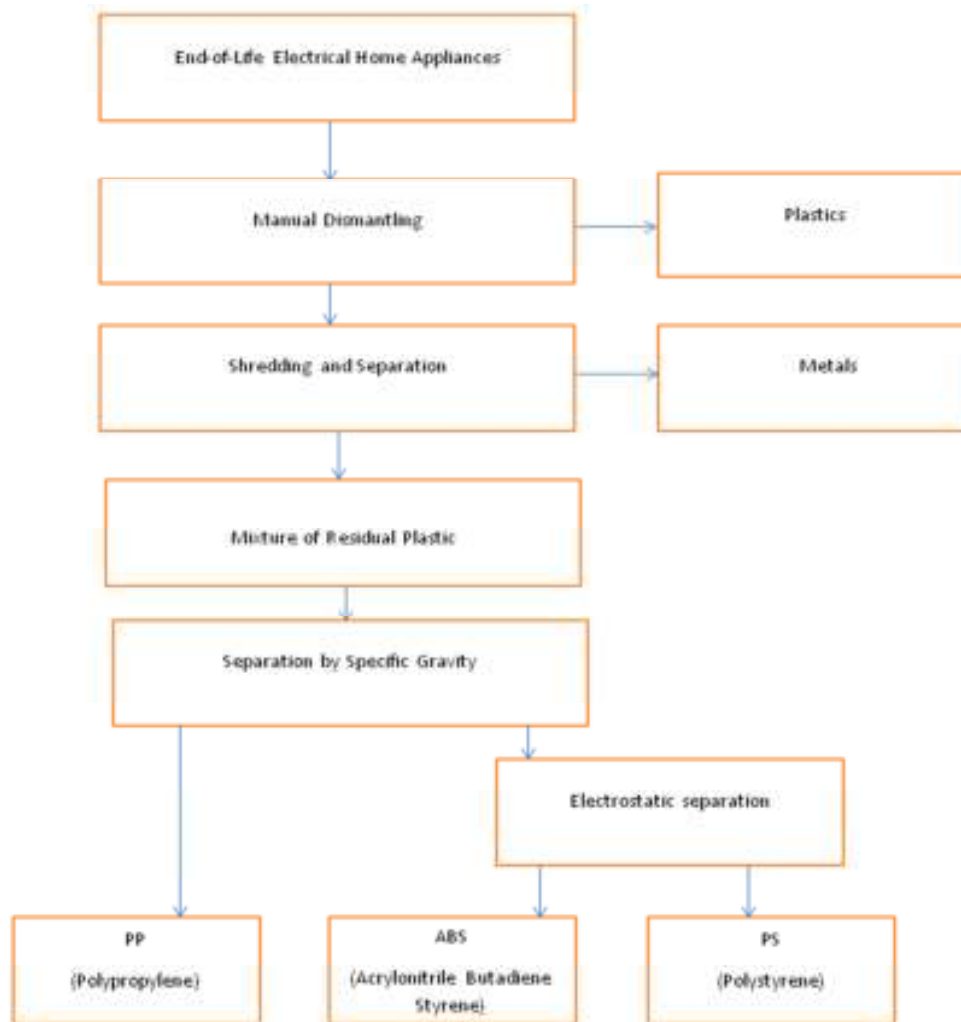 End-of-Life Electrical Home Appliances
Manual Dismantling
Plastics
Shredding and Separation
Metals
Mixture of Residual Plastic
Separation by Specific Gravity
Electrostatic separation
PP
(Polypropylene)
ABS
(Acrylonitrile Butadiene
Styrene)
PS
(Polystyrene)